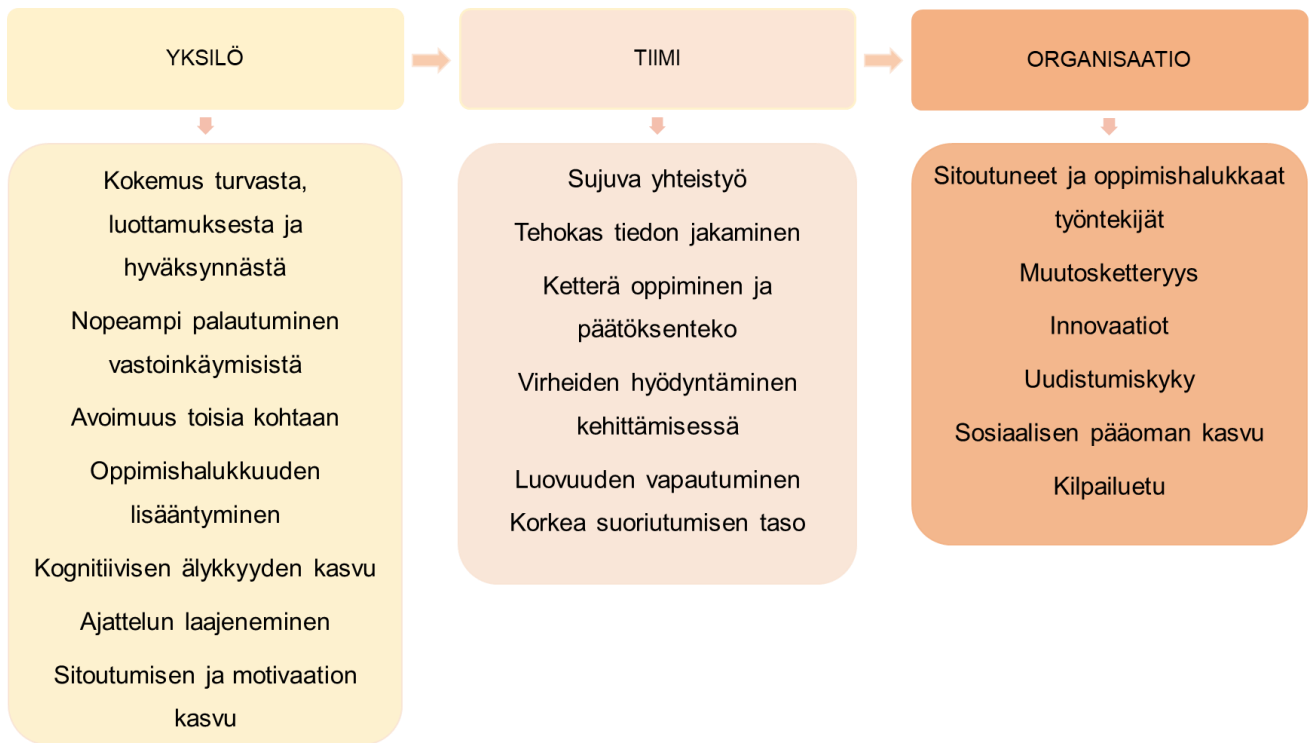 YKSILÖ
TIIMI
ORGANISAATIO
Kokemus turvasta,
luottamuksesta ja
hyväksynnästä
Nopeampi palautuminen
vastoinkäymisistä
Avoimuus toisia kohtaan
Oppimishalukkuuden
lisääntyminen
Kognitiivisen älykkyyden kasvu
Ajattelun laajeneminen
Sitoutumisen ja motivaation
kasvu
Sujuva yhteistyö
Tehokas tiedon jakaminen
Ketterä oppiminen ja
päätöksenteko
Virheiden hyödyntäminen
kehittämisessä
Luovuuden vapautuminen
Korkea suoriutumisen taso
Sitoutuneet ja oppimishalukkaat
työntekijät
Muutosketteryys
Innovaatiot
Uudistumiskyky
Sosiaalisen pääoman kasvu
Kilpailuetu